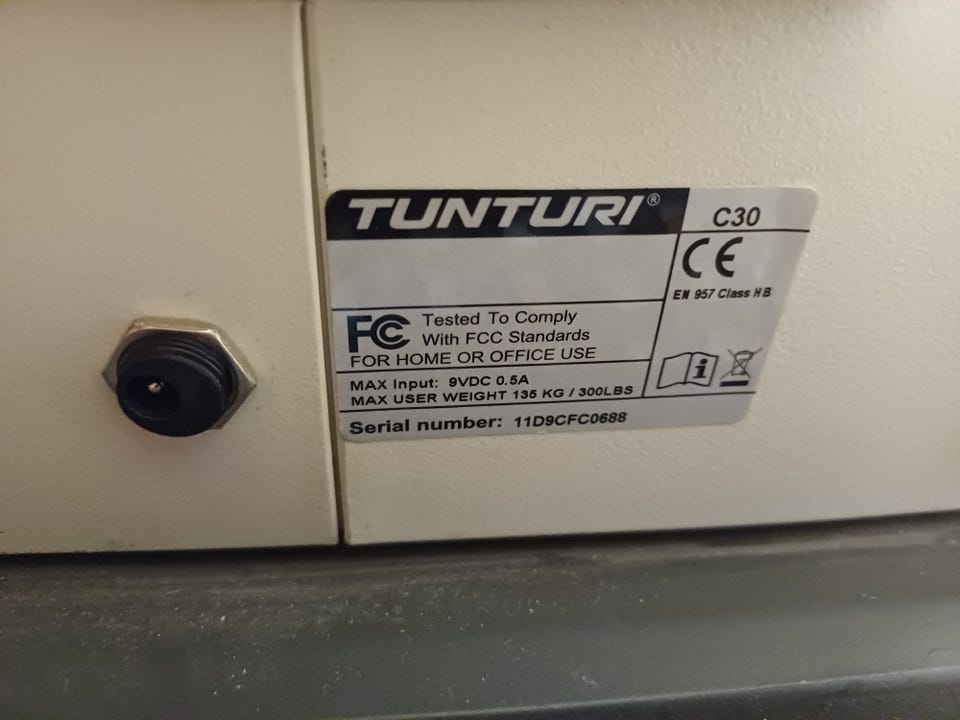 TUNTURI®
C30
CE
EN 957 Class HB
FC Tested To Comply
With FCC Standards
FOR HOME OR OFFICE USE
MAX Input: 9VDC 0.5A
MAX USER WEIGHT 135 KG / 300LBS
i
Serial number: 11D9CFC0688